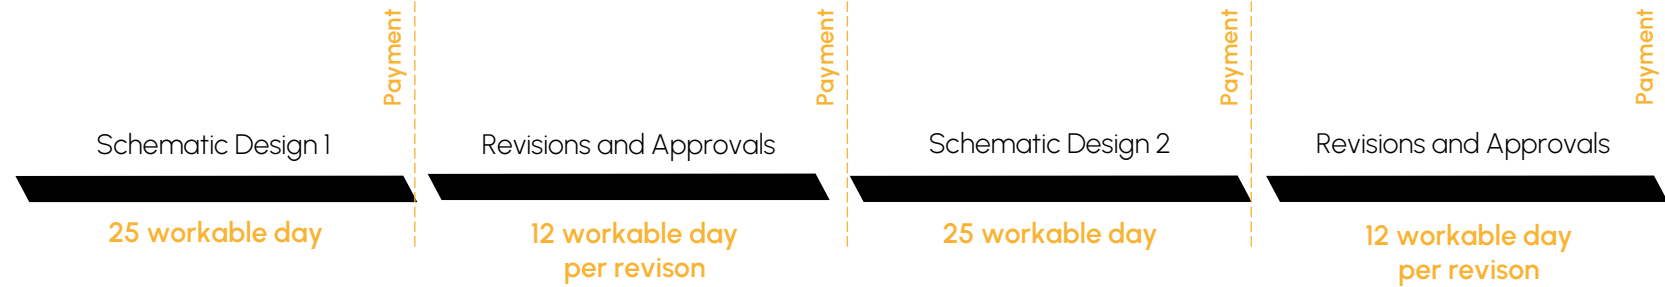 Payment
Payment
Payment
Payment
Schematic Design 1
Revisions and Approvals
Schematic Design 2
Revisions and Approvals
25 workable day
12 workable day
per revison
25 workable day
12 workable day
per revison